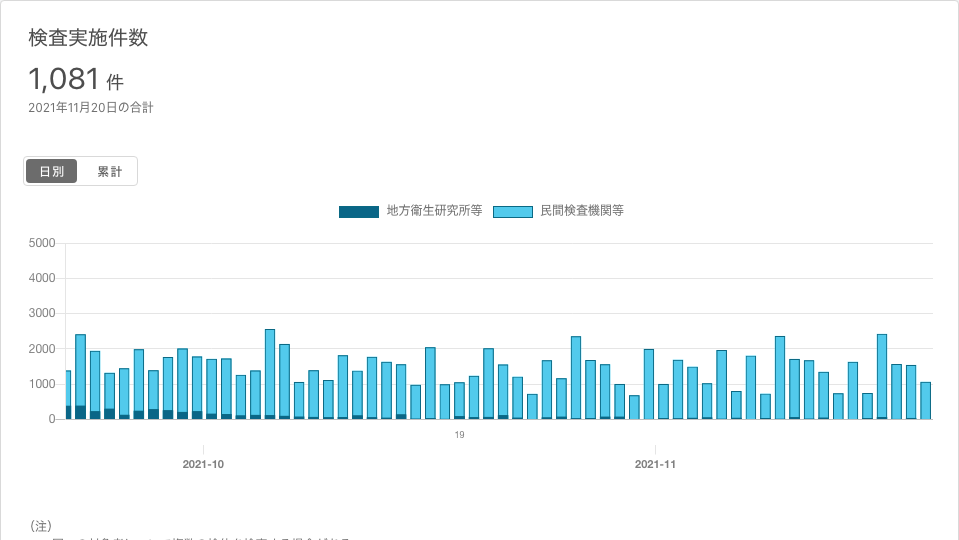 検査実施件数
1,081 件
2021年11月20日の合計
日別 累計
地方衛生研究所等 民間検査機関等
5000
4000
3000
2000
1000
0
19
2021-10 2021-11
（注）